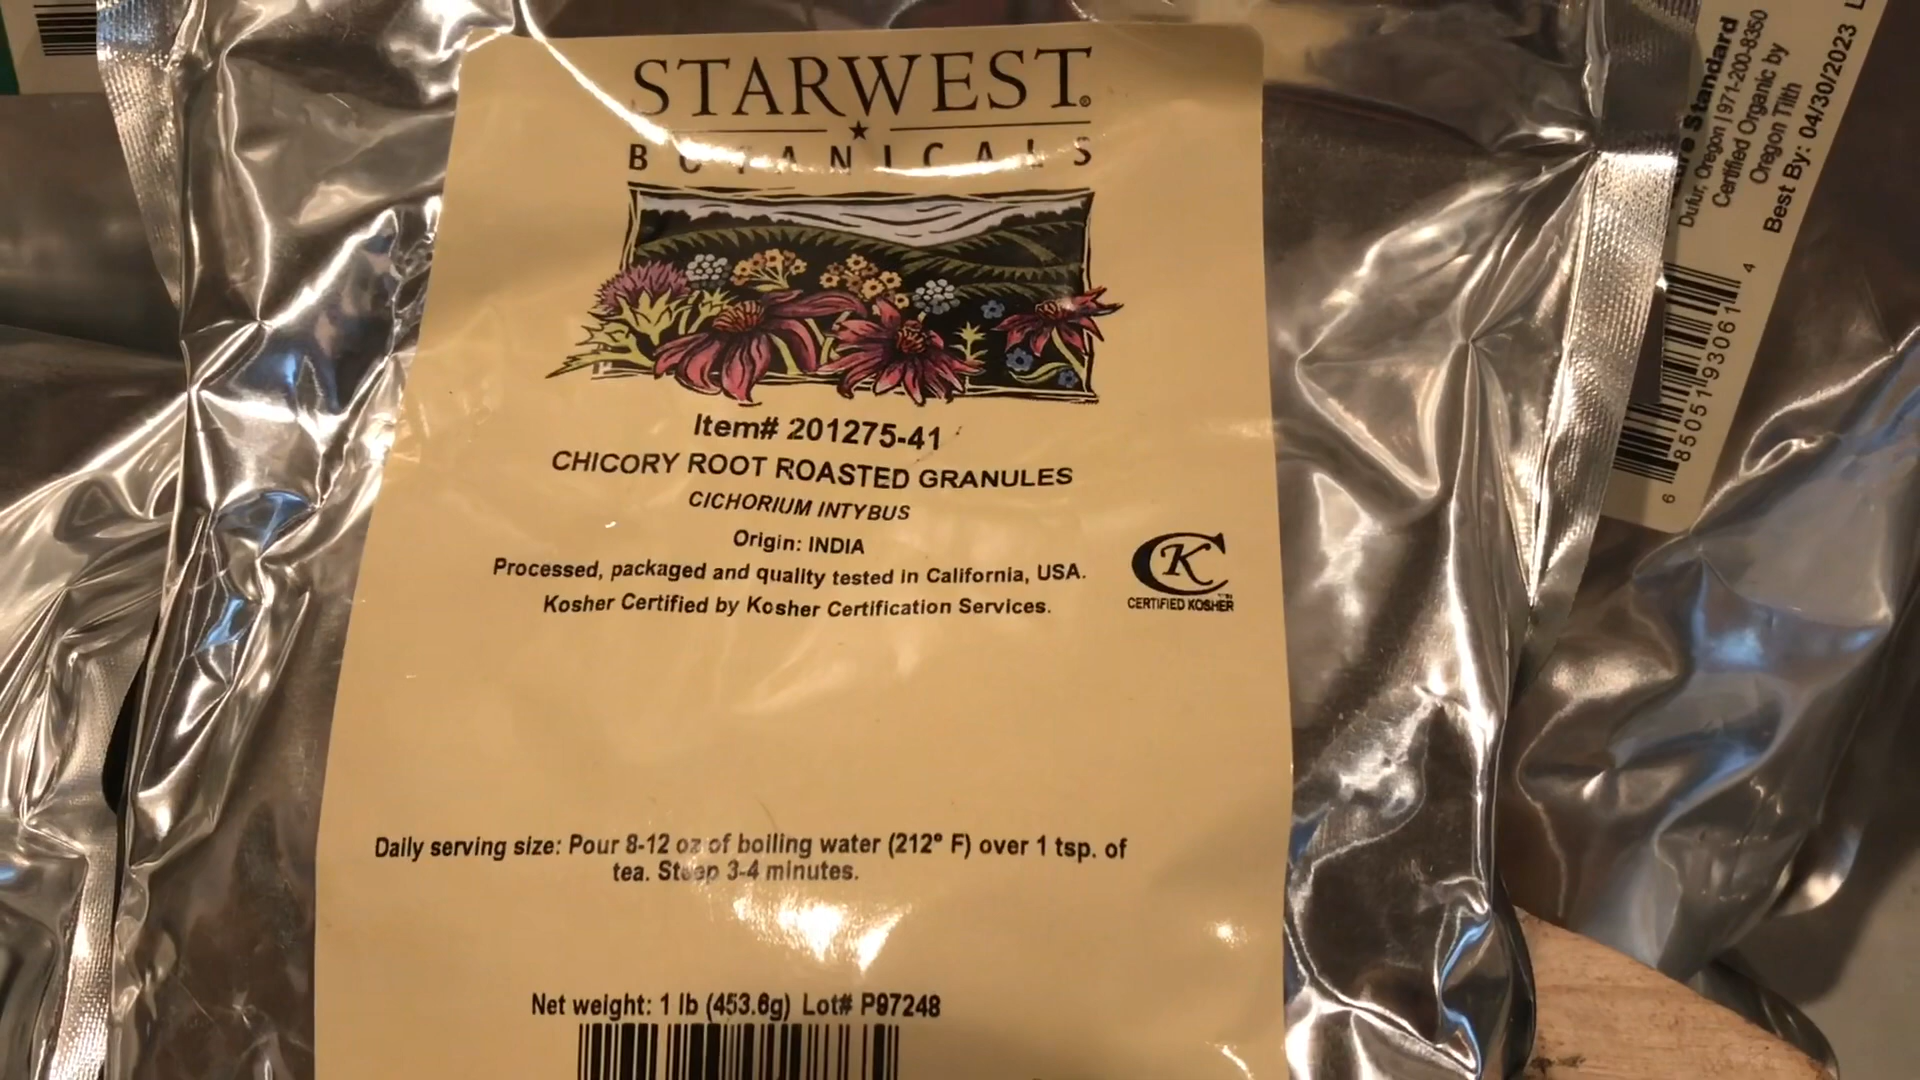 STARWEST®
BOTANICALS
Item# 201275-41
CHICORY ROOT ROASTED GRANULES
CICHORIUM INTYBUS
Origin: INDIA
Processed, packaged and quality tested in California, USA.
Kosher Certified by Kosher Certification Services.
CK
CERTIFIED KOSHER
Daily serving size: Pour 8-12 oz of boiling water (212° F) over 1 tsp. of
tea. Steep 3-4 minutes.
Net weight: 1 lb (453.6g) Lot# P97248
Standard
Dufur, Oregon | 971-200-8350
Certified Organic by
Oregon Tilth
Best By: 04/30/2023
6 85051 93061 4